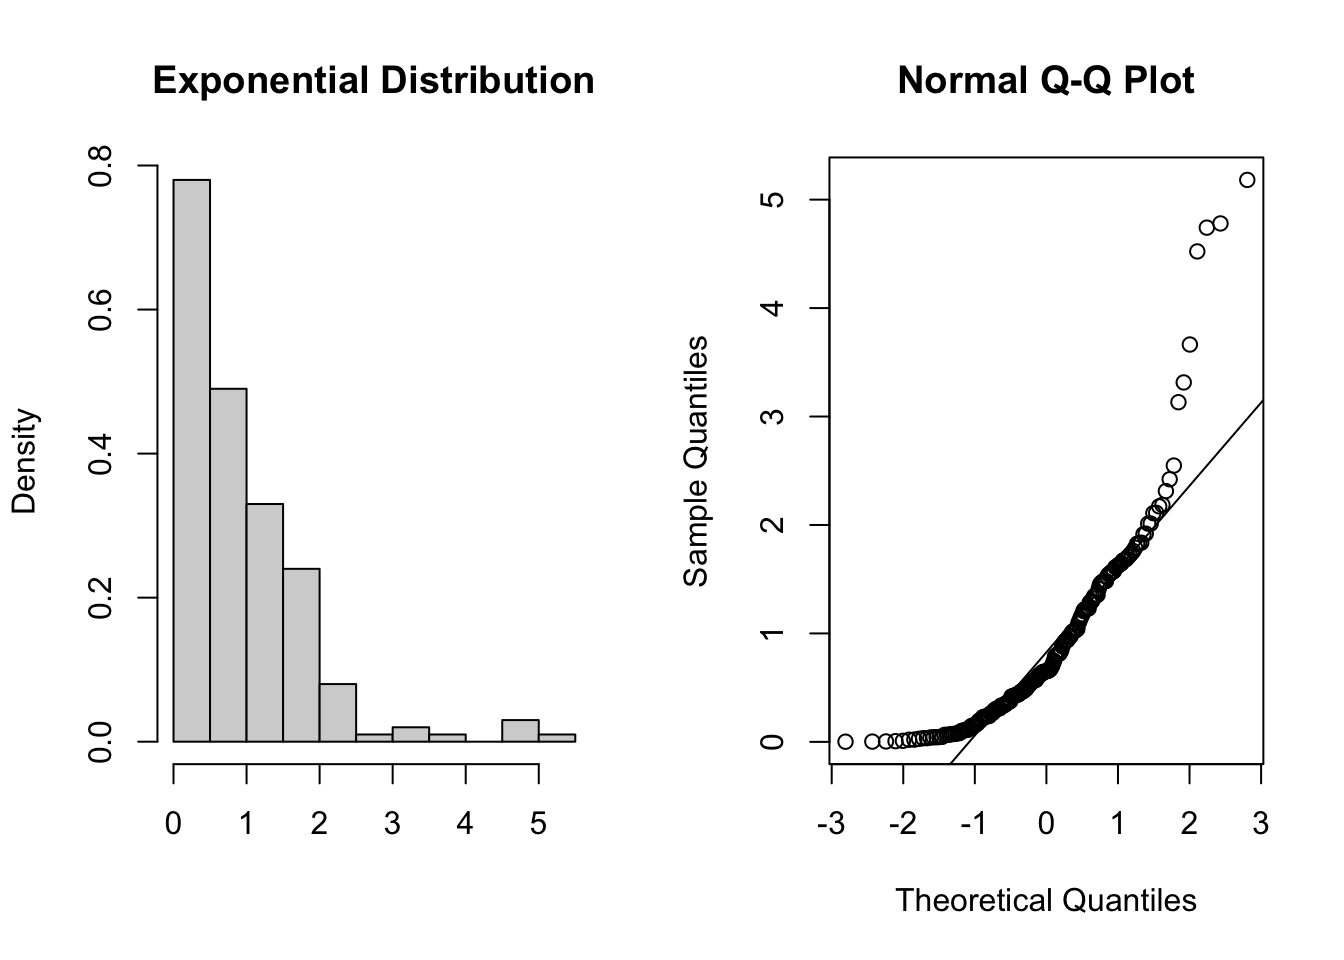 Exponential Distribution
Density
0.0
0.2
0.4
0.6
0.8
0 1 2 3 4 5
Normal Q-Q Plot
Sample Quantiles
0
1
2
3
4
5
-3 -2 -1 0 1 2 3
Theoretical Quantiles